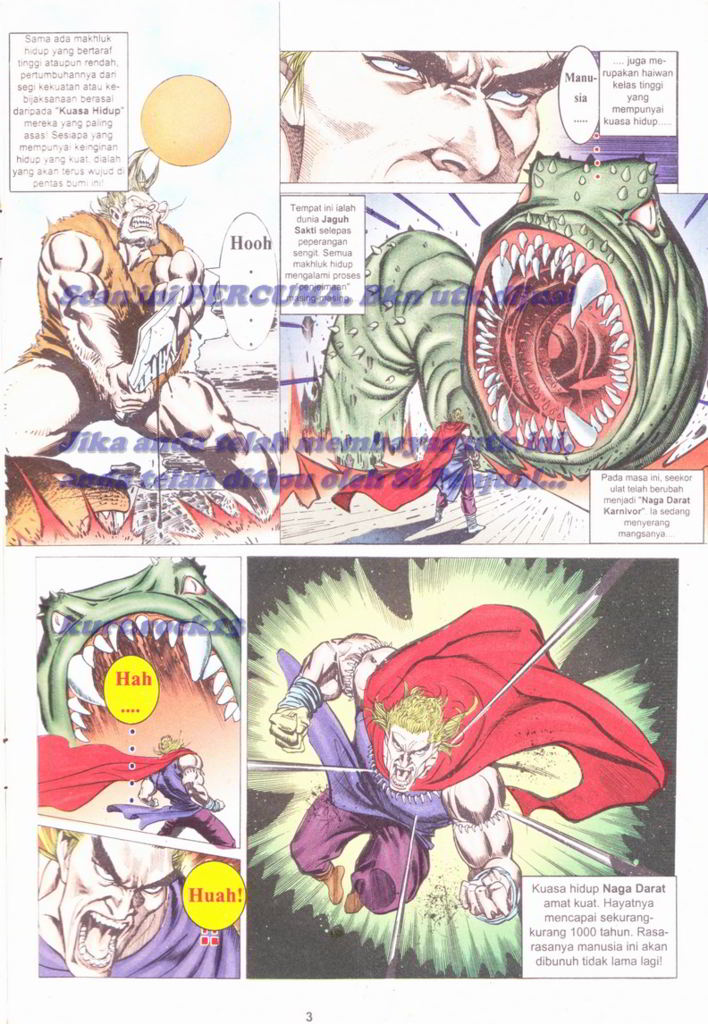 Sama ada makhluk
hidup yang bertaraf
tinggi ataupun rendah,
pertumbuhannya dari
segi kekuatan atau ke-
bijaksanaan berasal
daripada "Kuasa Hidup"
mereka yang paling
asas! Sesiapa yang
mempunyai keinginan
hidup yang kuat, dialah
yang akan terus wujud di
pentas bumi ini!
Hooh
.
.
.
Manu-
sia
.....
.... juga me-
rupakan haiwan
kelas tinggi
yang
mempunyai
kuasa hidup.....
Tempat ini ialah
dunia Jaguh
Sakti selepas
peperangan
sengit. Semua
makhluk hidup
mengalami proses
"penjelmaan"
masing-masing.
Scan ini PERCUMA. Bkn utk dijual
Jika anda telah membayar utk ini,
anda telah ditipu oleh Si Penjual...
Pada masa ini, seekor
ulat telah berubah
menjadi "Naga Darat
Karnivor". Ia sedang
menyerang
mangsanya....
Hah
....
Huah!
Kuasa hidup Naga Darat
amat kuat. Hayatnya
mencapai sekurang-
kurang 1000 tahun. Rasa-
rasanya manusia ini akan
dibunuh tidak lama lagi!
3